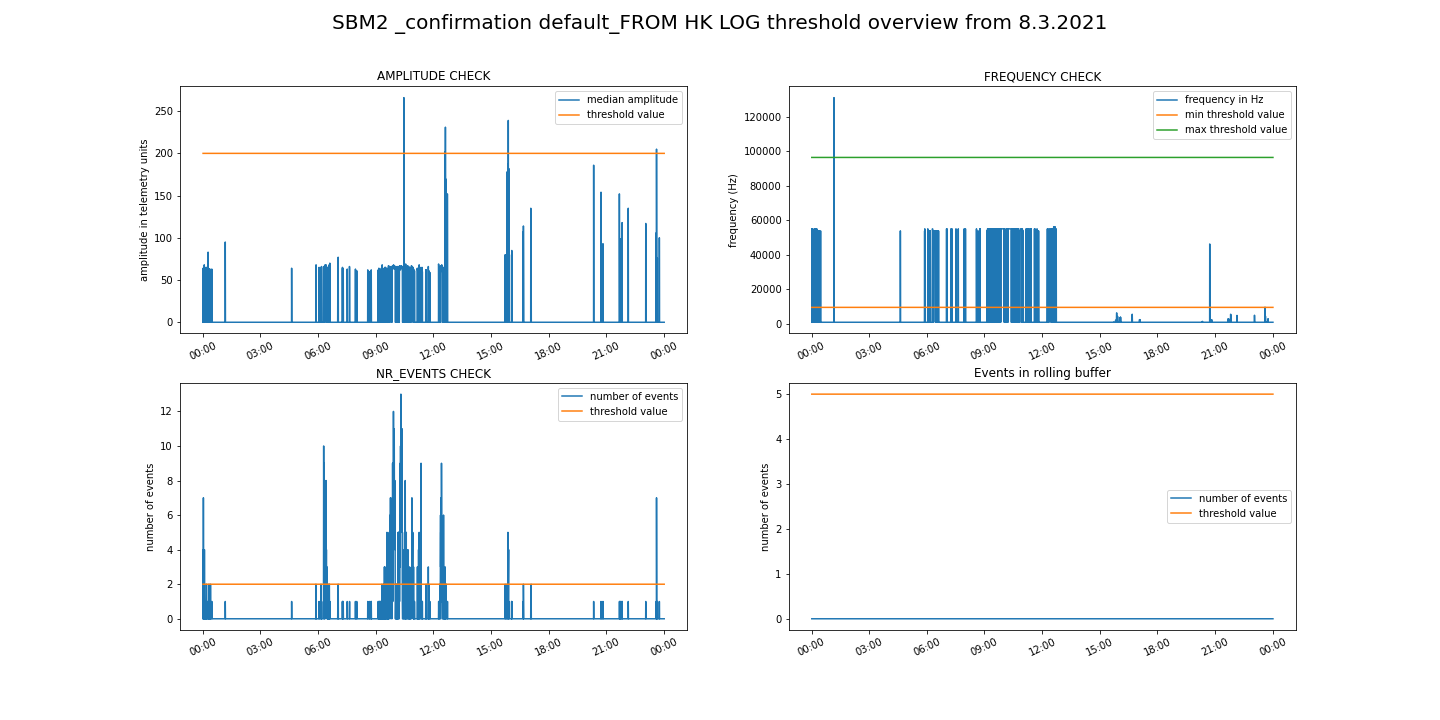 SBM2 _confirmation default_FROM HK LOG threshold overview from 8.3.2021
AMPLITUDE CHECK
amplitude in telemetry units
250
200
150
100
50
0
median amplitude
threshold value
00:00 03:00 06:00 09:00 12:00 15:00 18:00 21:00 00:00
FREQUENCY CHECK
frequency (Hz)
120000
100000
80000
60000
40000
20000
0
frequency in Hz
min threshold value
max threshold value
00:00 03:00 06:00 09:00 12:00 15:00 18:00 21:00 00:00
NR_EVENTS CHECK
number of events
12
10
8
6
4
2
0
number of events
threshold value
00:00 03:00 06:00 09:00 12:00 15:00 18:00 21:00 00:00
Events in rolling buffer
number of events
5
4
3
2
1
0
number of events
threshold value
00:00 03:00 06:00 09:00 12:00 15:00 18:00 21:00 00:00